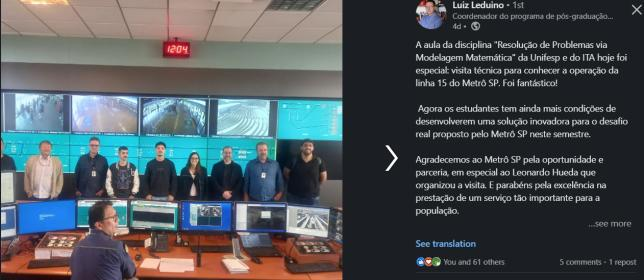 12:04
Luiz Leduino • 1st
Coordenador do programa de pós-graduação...
4d •
A aula da disciplina "Resolução de Problemas via
Modelagem Matemática" da Unifesp e do ITA hoje foi
especial: visita técnica para conhecer a operação da
linha 15 do Metrô SP. Foi fantástico!
Agora os estudantes tem ainda mais condições de
desenvolverem uma solução inovadora para o desafio
real proposto pelo Metrô SP neste semestre.
Agradecemos ao Metrô SP pela oportunidade e
parceria, em especial ao Leonardo Hueda que
organizou a visita. E parabéns pela excelência na
prestação de um serviço tão importante para a
população.
...see more
See translation
You and 61 others
5 comments • 1 repost